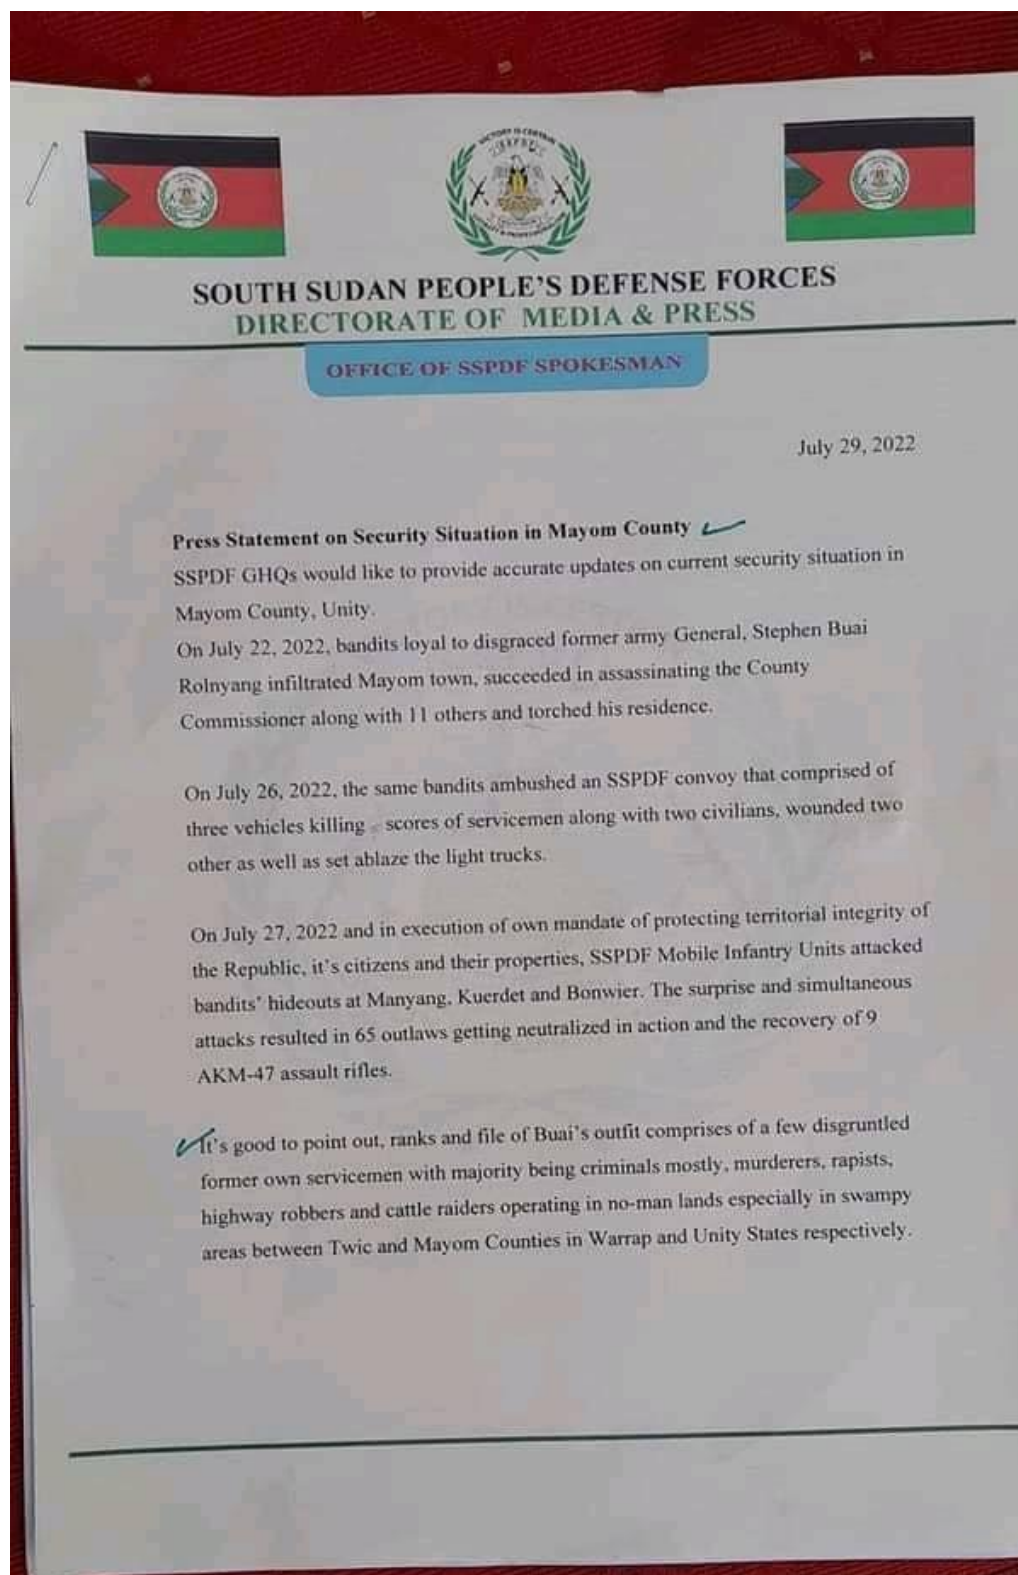 VICTORY IS CERTAIN
SOUTH SUDAN PEOPLE'S DEFENSE FORCES
DIRECTORATE OF MEDIA & PRESS
OFFICE OF SSPDF SPOKESMAN
July 29, 2022
Press Statement on Security Situation in Mayom County
SSPDF GHQs would like to provide accurate updates on current security situation in
Mayom County, Unity.
On July 22, 2022, bandits loyal to disgraced former army General, Stephen Buai
Rolnyang infiltrated Mayom town, succeeded in assassinating the County
Commissioner along with 11 others and torched his residence.
On July 26, 2022, the same bandits ambushed an SSPDF convoy that comprised of
three vehicles killing scores of servicemen along with two civilians, wounded two
other as well as set ablaze the light trucks.
On July 27, 2022 and in execution of own mandate of protecting territorial integrity of
the Republic, it's citizens and their properties, SSPDF Mobile Infantry Units attacked
bandits' hideouts at Manyang, Kuerdet and Bonwier. The surprise and simultaneous
attacks resulted in 65 outlaws getting neutralized in action and the recovery of 9
AKM-47 assault rifles.
It's good to point out, ranks and file of Buai's outfit comprises of a few disgruntled
former own servicemen with majority being criminals mostly, murderers, rapists,
highway robbers and cattle raiders operating in no-man lands especially in swampy
areas between Twic and Mayom Counties in Warrap and Unity States respectively.